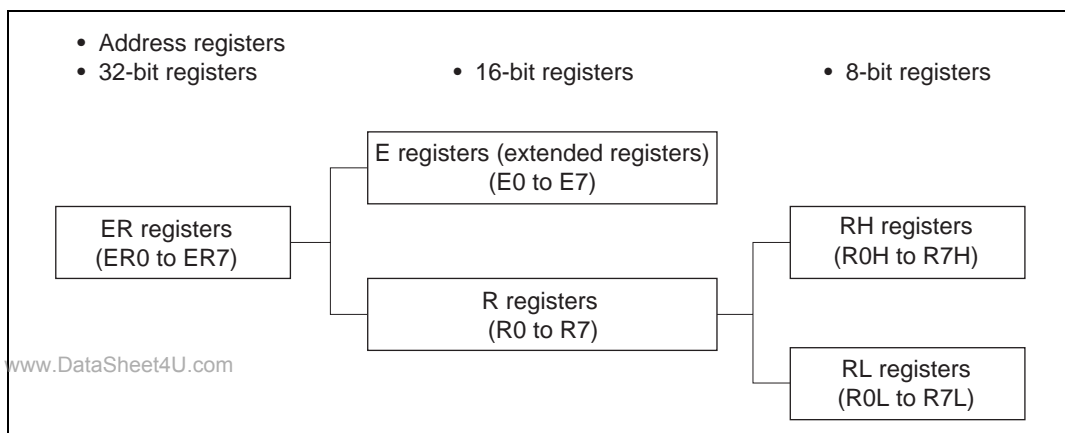 • Address registers
• 32-bit registers
• 16-bit registers
• 8-bit registers
E registers (extended registers)
(E0 to E7)
ER registers
(ER0 to ER7)
RH registers
(R0H to R7H)
R registers
(R0 to R7)
RL registers
(R0L to R7L)
www.DataSheet4U.com